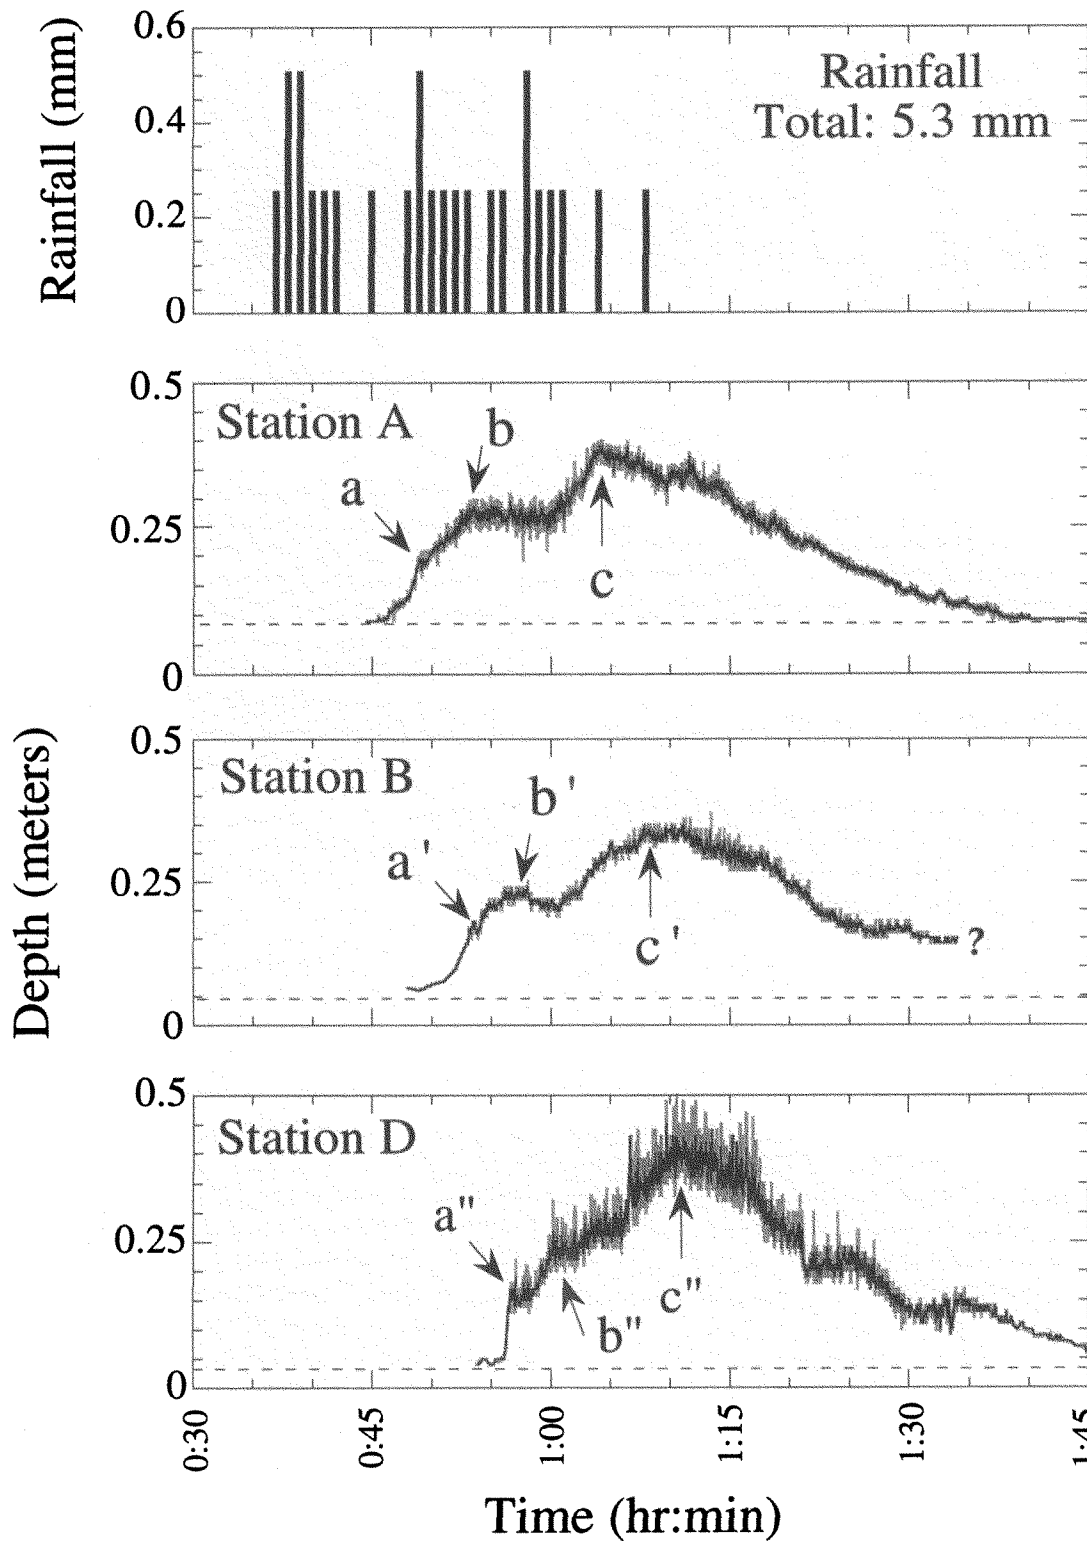 Rainfall (mm)
0.6
0.4
0.2
0
Rainfall
Total: 5.3 mm
Depth (meters)
0.5
0.25
0
Station A
a
b
c
0.5
0.25
0
Station B
a'
b'
c'
?
0.5
0.25
0
Station D
a"
b"
c"
0:30
0:45
1:00
1:15
1:30
1:45
Time (hr:min)